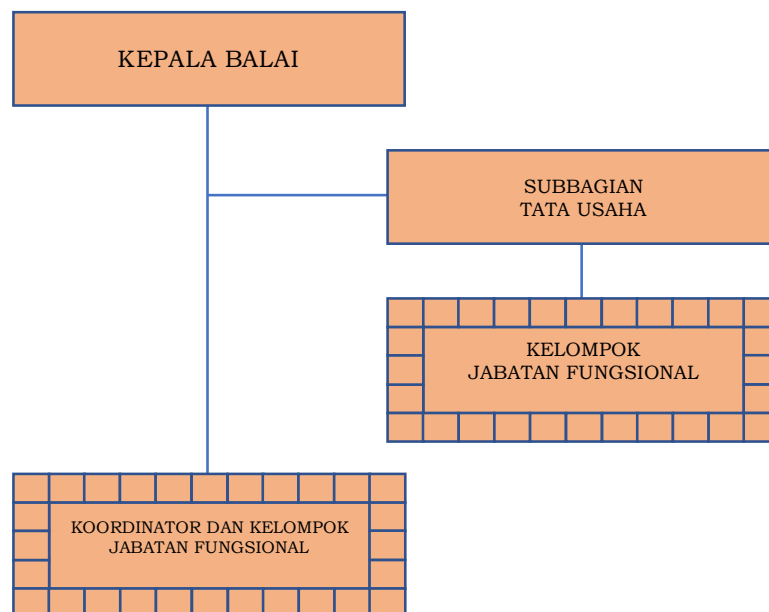 KEPALA BALAI
SUBBAGIAN
TATA USAHA
KELOMPOK
JABATAN FUNGSIONAL
KOORDINATOR DAN KELOMPOK
JABATAN FUNGSIONAL